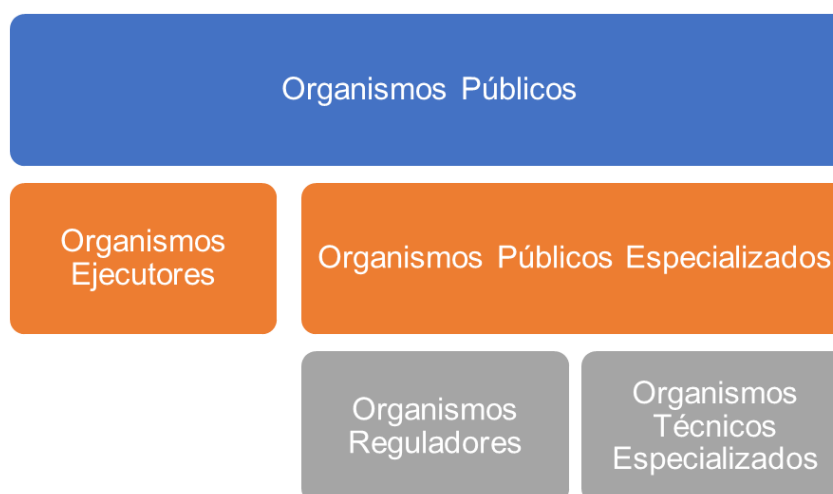 Organismos Públicos
Organismos
Ejecutores
Organismos Públicos Especializados
Organismos
Reguladores
Organismos
Técnicos
Especializados